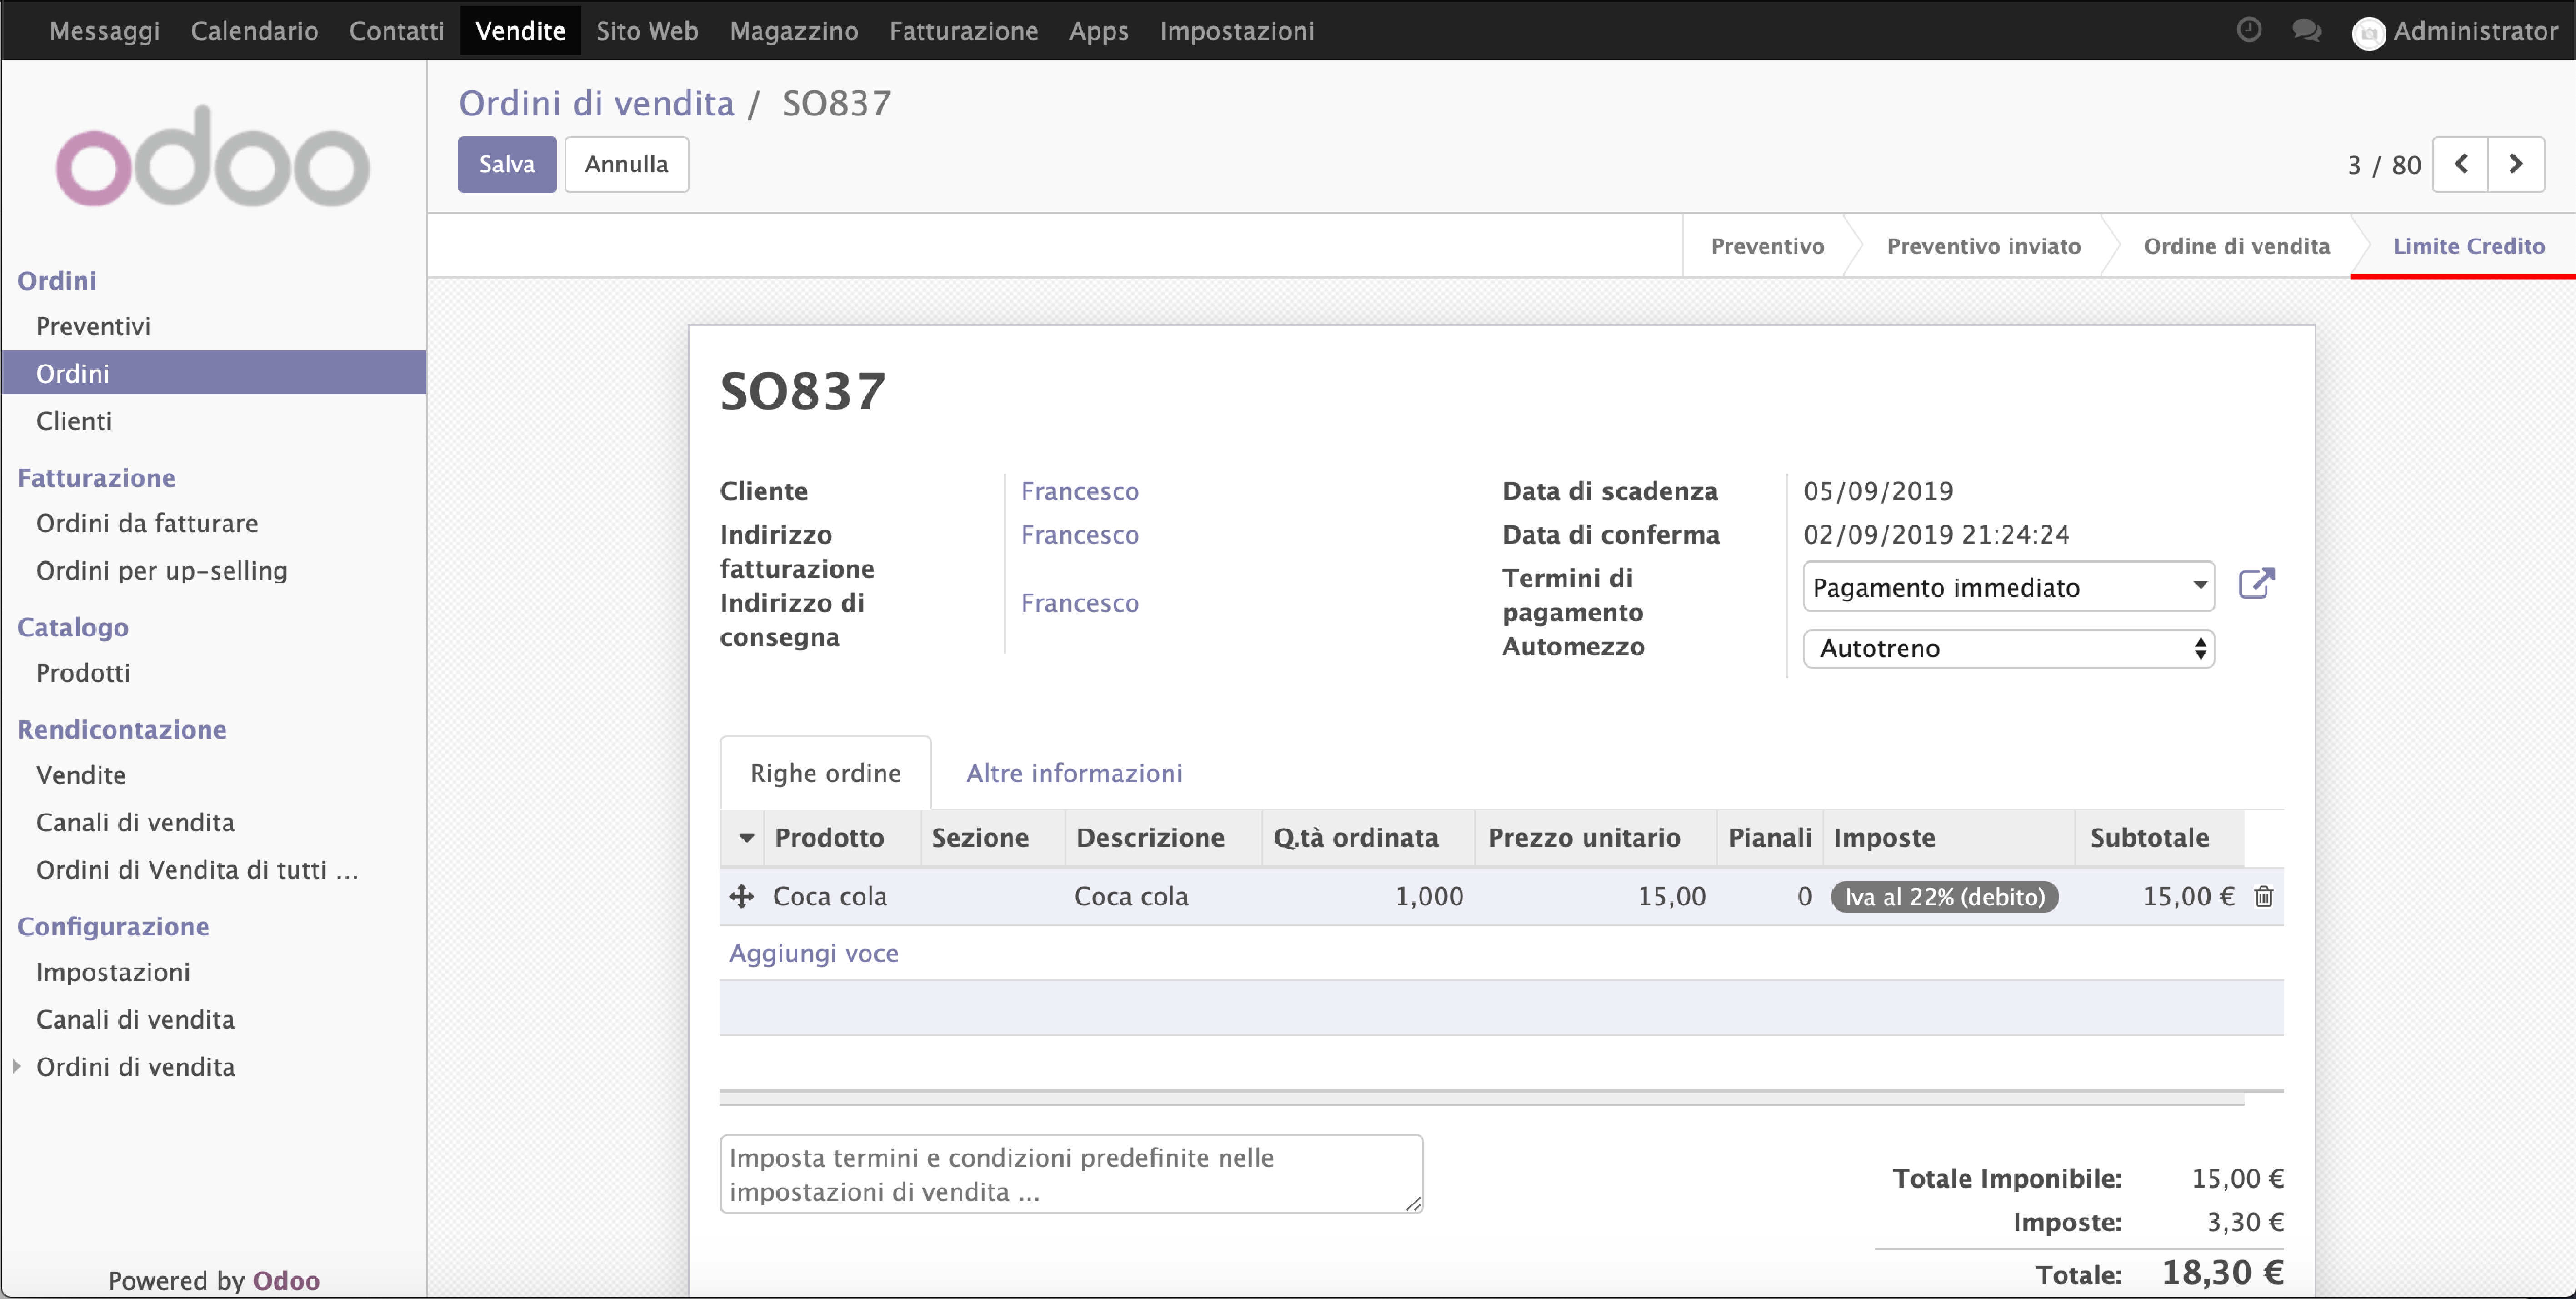 Messaggi Calendario Contatti Vendite Sito Web Magazzino Fatturazione Apps Impostazioni Administrator
odoo
Ordini di vendita / SO837
Salva Annulla
3 / 80
Preventivo Preventivo inviato Ordine di vendita Limite Credito
Ordini
Preventivi
Ordini
Clienti
Fatturazione
Ordini da fatturare
Ordini per up-selling
Catalogo
Prodotti
Rendicontazione
Vendite
Canali di vendita
Ordini di Vendita di tutti ...
Configurazione
Impostazioni
Canali di vendita
Ordini di vendita
Powered by Odoo
SO837
Cliente Francesco
Indirizzo fatturazione Francesco
Indirizzo di consegna Francesco
Data di scadenza 05/09/2019
Data di conferma 02/09/2019 21:24:24
Termini di pagamento Pagamento immediato
Automezzo Autotreno
Righe ordine Altre informazioni
Prodotto Sezione Descrizione Q.tà ordinata Prezzo unitario Pianali Imposte Subtotale
Coca cola Coca cola 1,000 15,00 0 Iva al 22% (debito) 15,00 €
Aggiungi voce
Imposta termini e condizioni predefinite nelle
impostazioni di vendita ...
Totale Imponibile: 15,00 €
Imposte: 3,30 €
Totale: 18,30 €